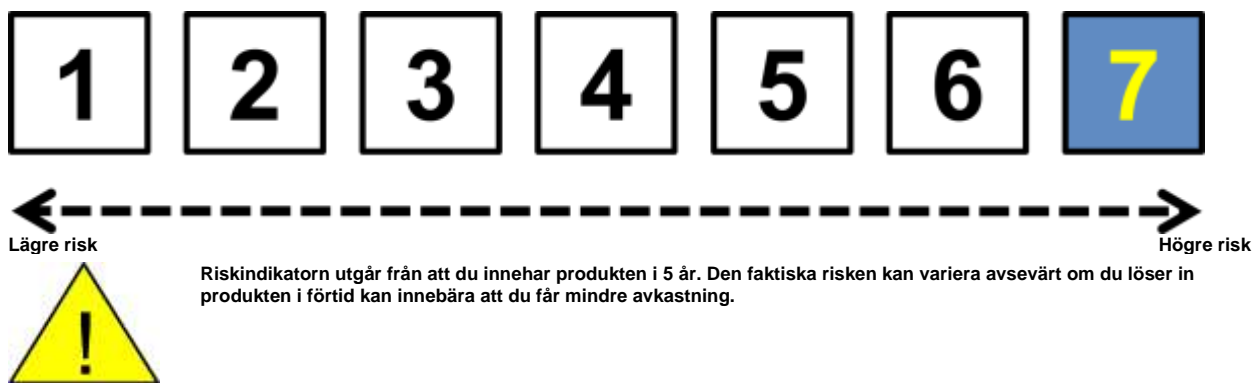 1 2 3 4 5 6 7
Lägre risk Högre risk
Riskindikatorn utgår från att du innehar produkten i 5 år. Den faktiska risken kan variera avsevärt om du löser in
produkten i förtid kan innebära att du får mindre avkastning.
!